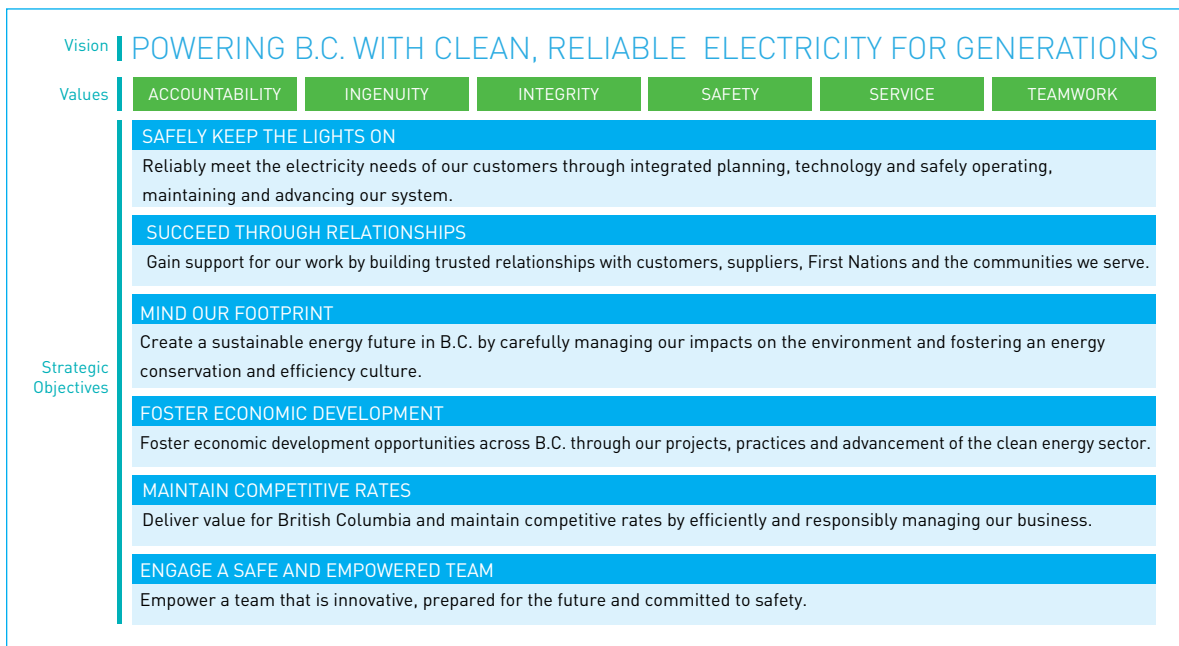 Vision
POWERING B.C. WITH CLEAN, RELIABLE ELECTRICITY FOR GENERATIONS
Values
ACCOUNTABILITY
INGENUITY
INTEGRITY
SAFETY
SERVICE
TEAMWORK
Strategic
Objectives
SAFELY KEEP THE LIGHTS ON
Reliably meet the electricity needs of our customers through integrated planning, technology and safely operating,
maintaining and advancing our system.
SUCCEED THROUGH RELATIONSHIPS
Gain support for our work by building trusted relationships with customers, suppliers, First Nations and the communities we serve.
MIND OUR FOOTPRINT
Create a sustainable energy future in B.C. by carefully managing our impacts on the environment and fostering an energy
conservation and efficiency culture.
FOSTER ECONOMIC DEVELOPMENT
Foster economic development opportunities across B.C. through our projects, practices and advancement of the clean energy sector.
MAINTAIN COMPETITIVE RATES
Deliver value for British Columbia and maintain competitive rates by efficiently and responsibly managing our business.
ENGAGE A SAFE AND EMPOWERED TEAM
Empower a team that is innovative, prepared for the future and committed to safety.